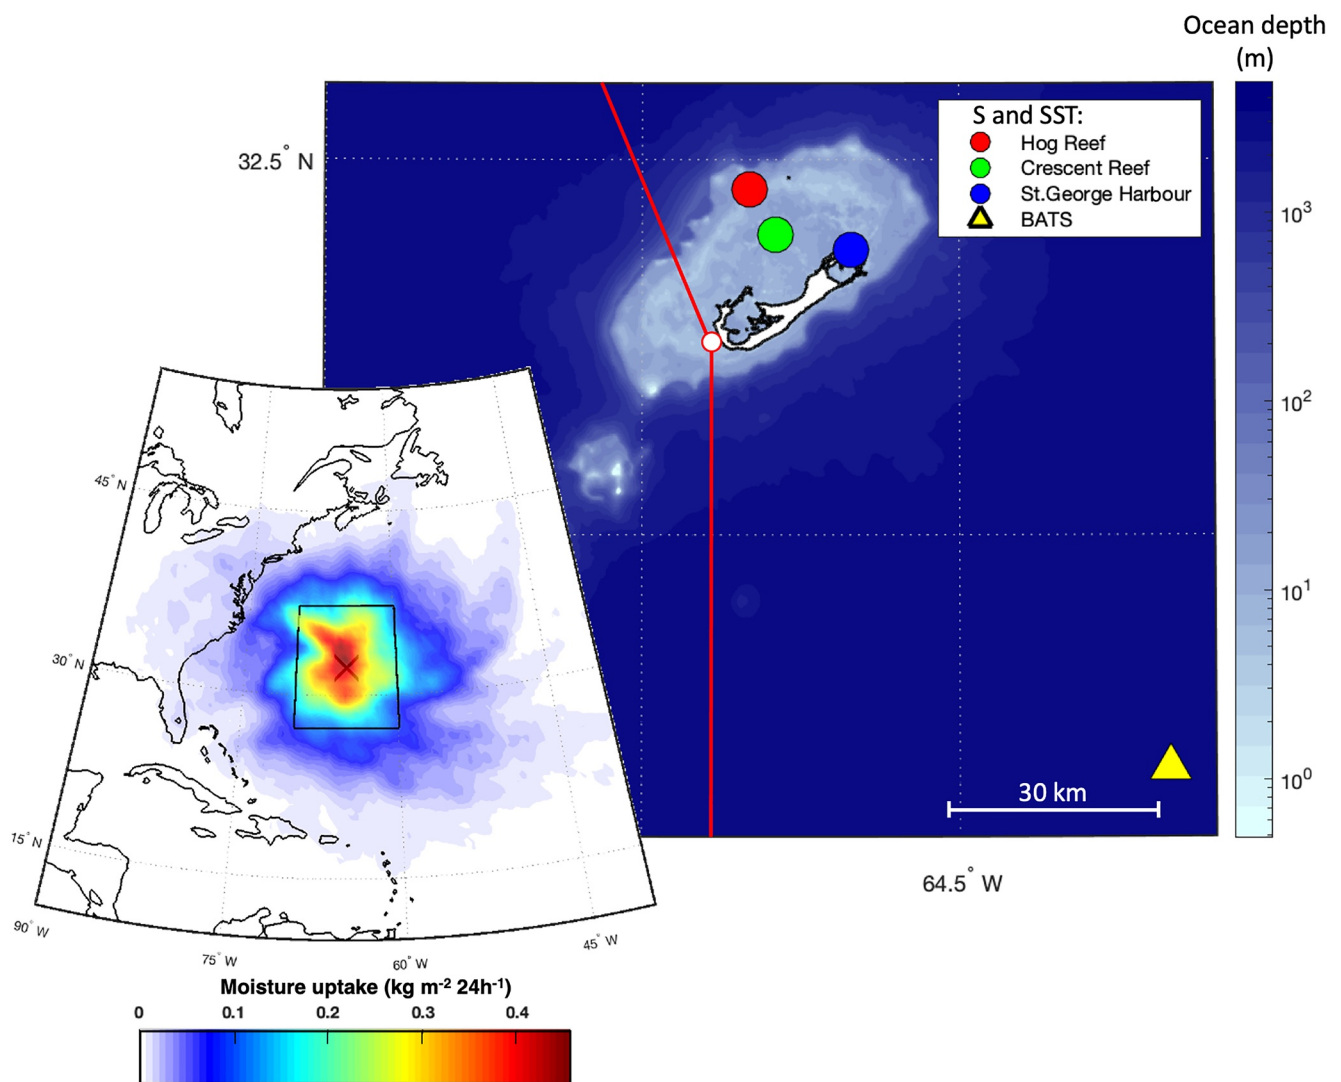 Ocean depth
(m)
S and SST:
Hog Reef
Crescent Reef
St.George Harbour
BATS
32.5° N
10³
10²
10¹
10⁰
30 km
64.5° W
45° N
30° N
15° N
90° W
75° W
60° W
45° W
Moisture uptake (kg m⁻² 24h⁻¹)
0 0.1 0.2 0.3 0.4